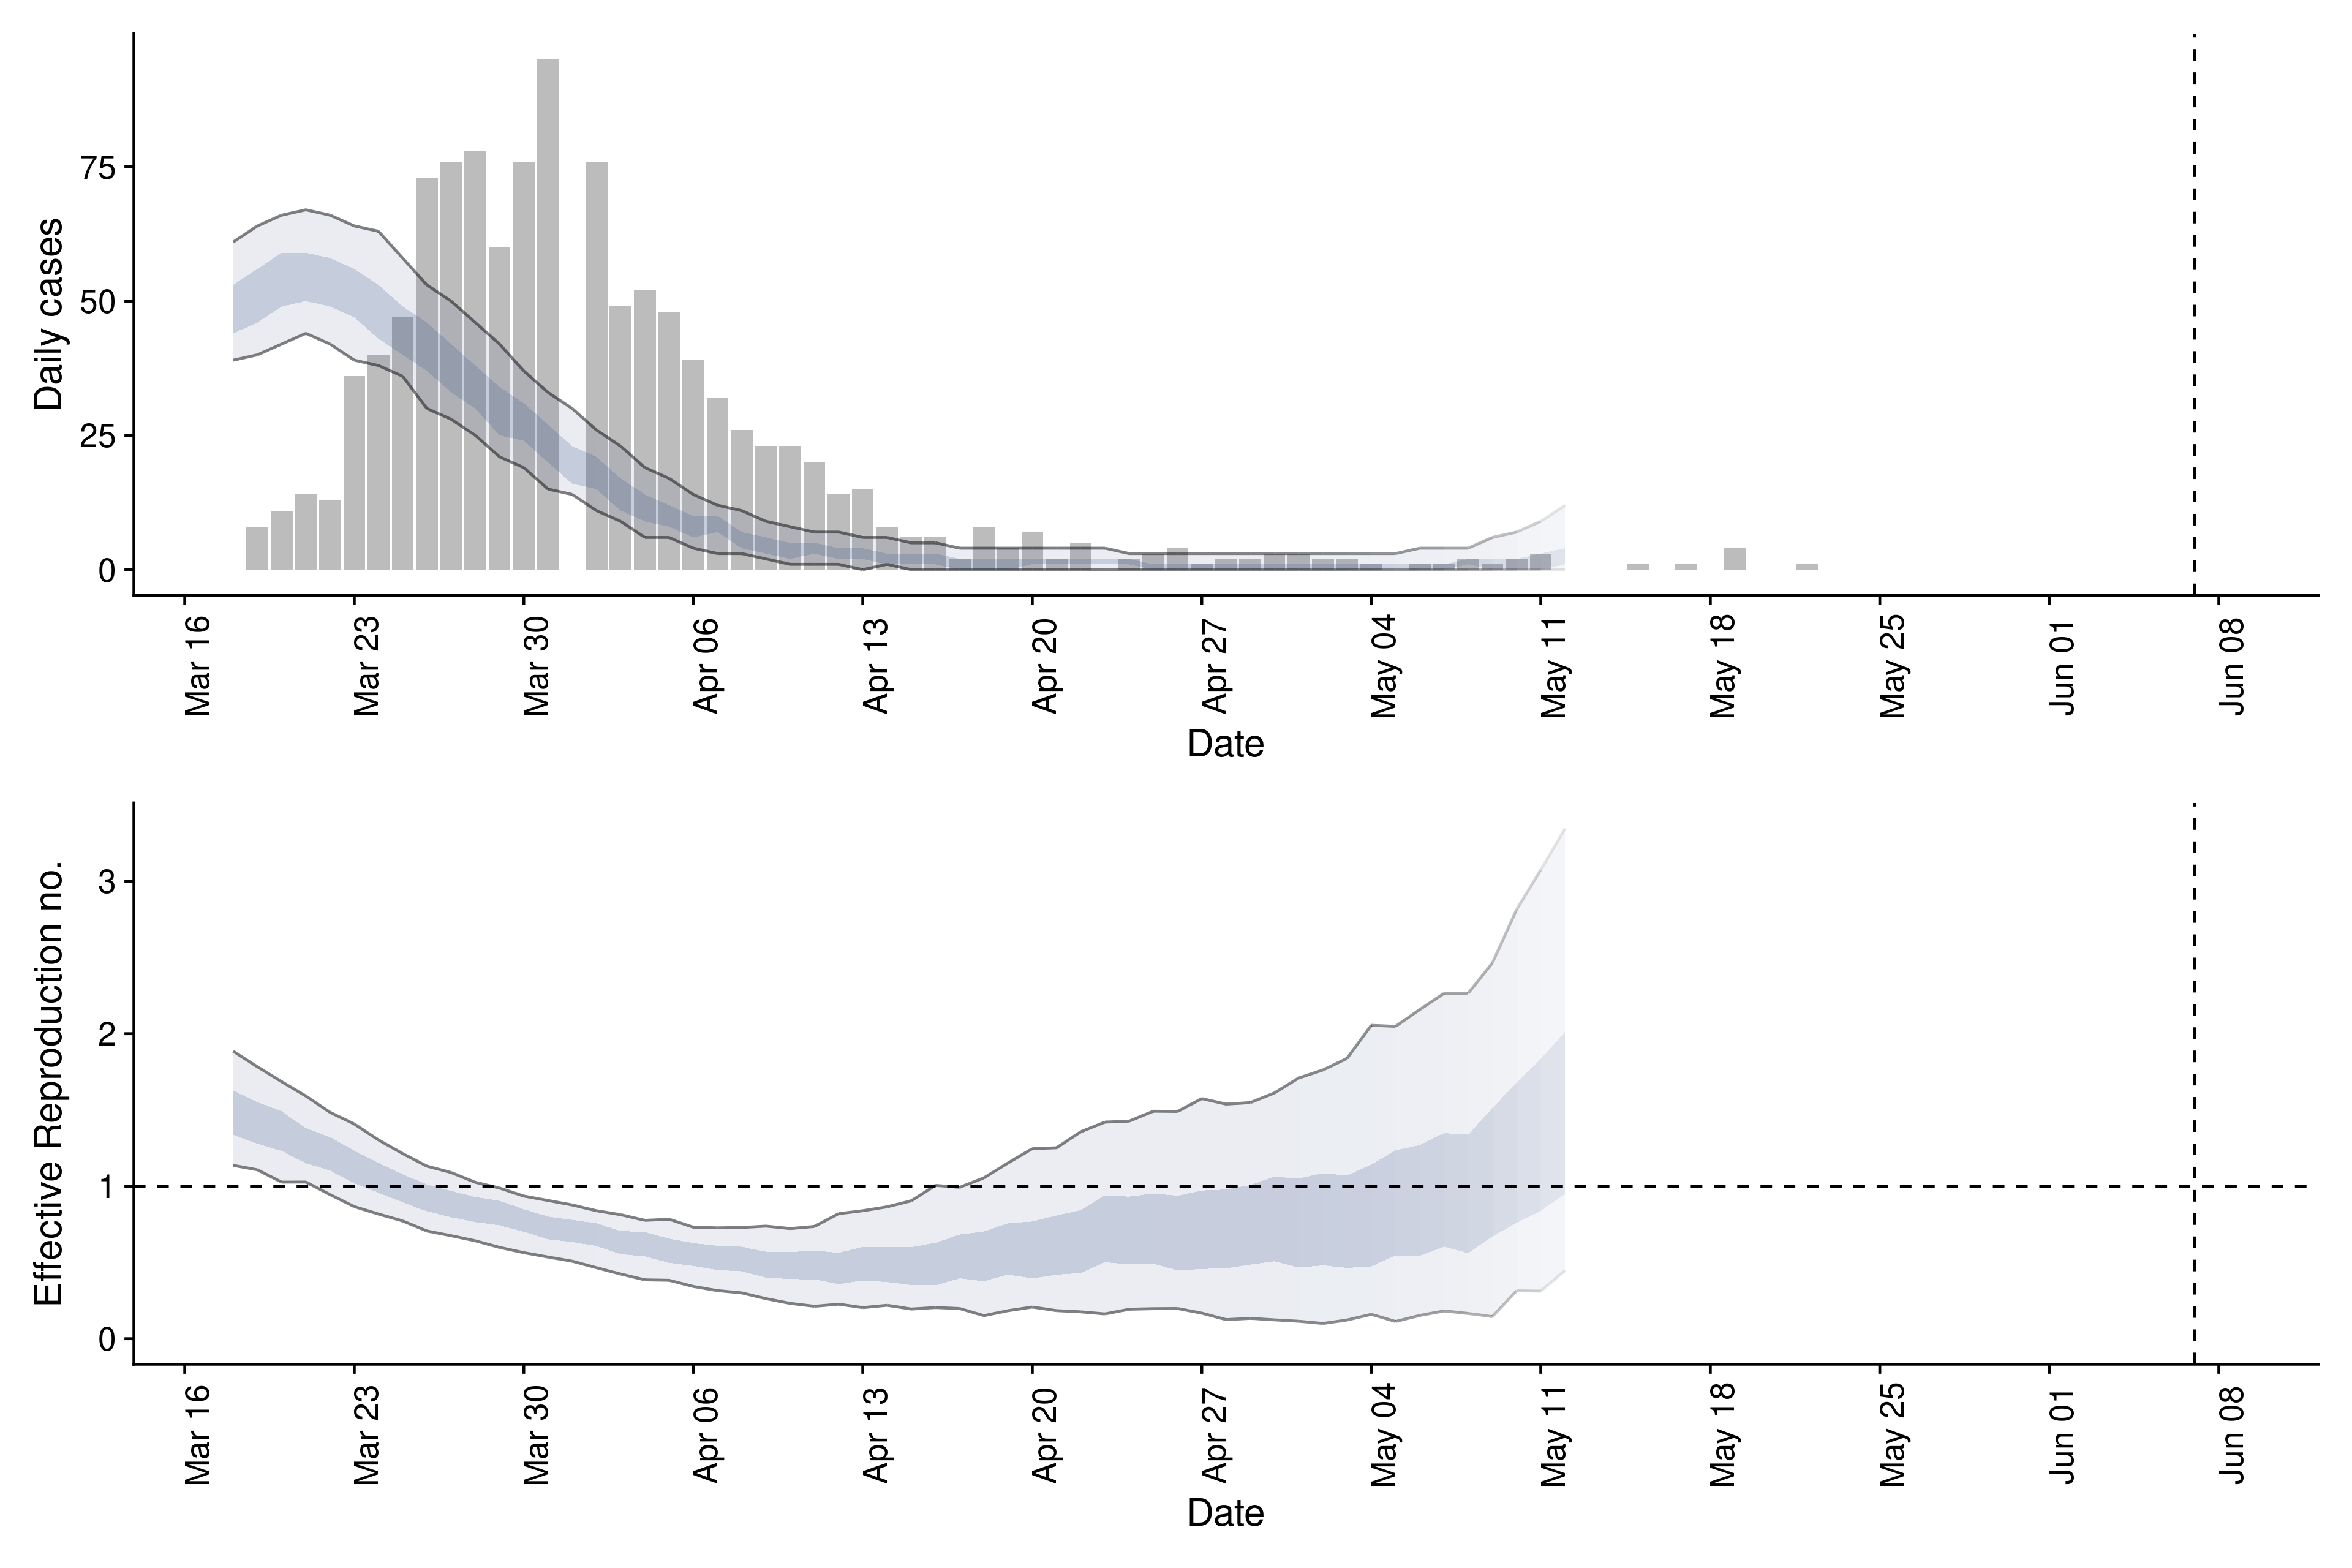 Daily cases
75
50
25
0
Mar 16
Mar 23
Mar 30
Apr 06
Apr 13
Apr 20
Apr 27
May 04
May 11
May 18
May 25
Jun 01
Jun 08
Date
Effective Reproduction no.
3
2
1
0
Mar 16
Mar 23
Mar 30
Apr 06
Apr 13
Apr 20
Apr 27
May 04
May 11
May 18
May 25
Jun 01
Jun 08
Date